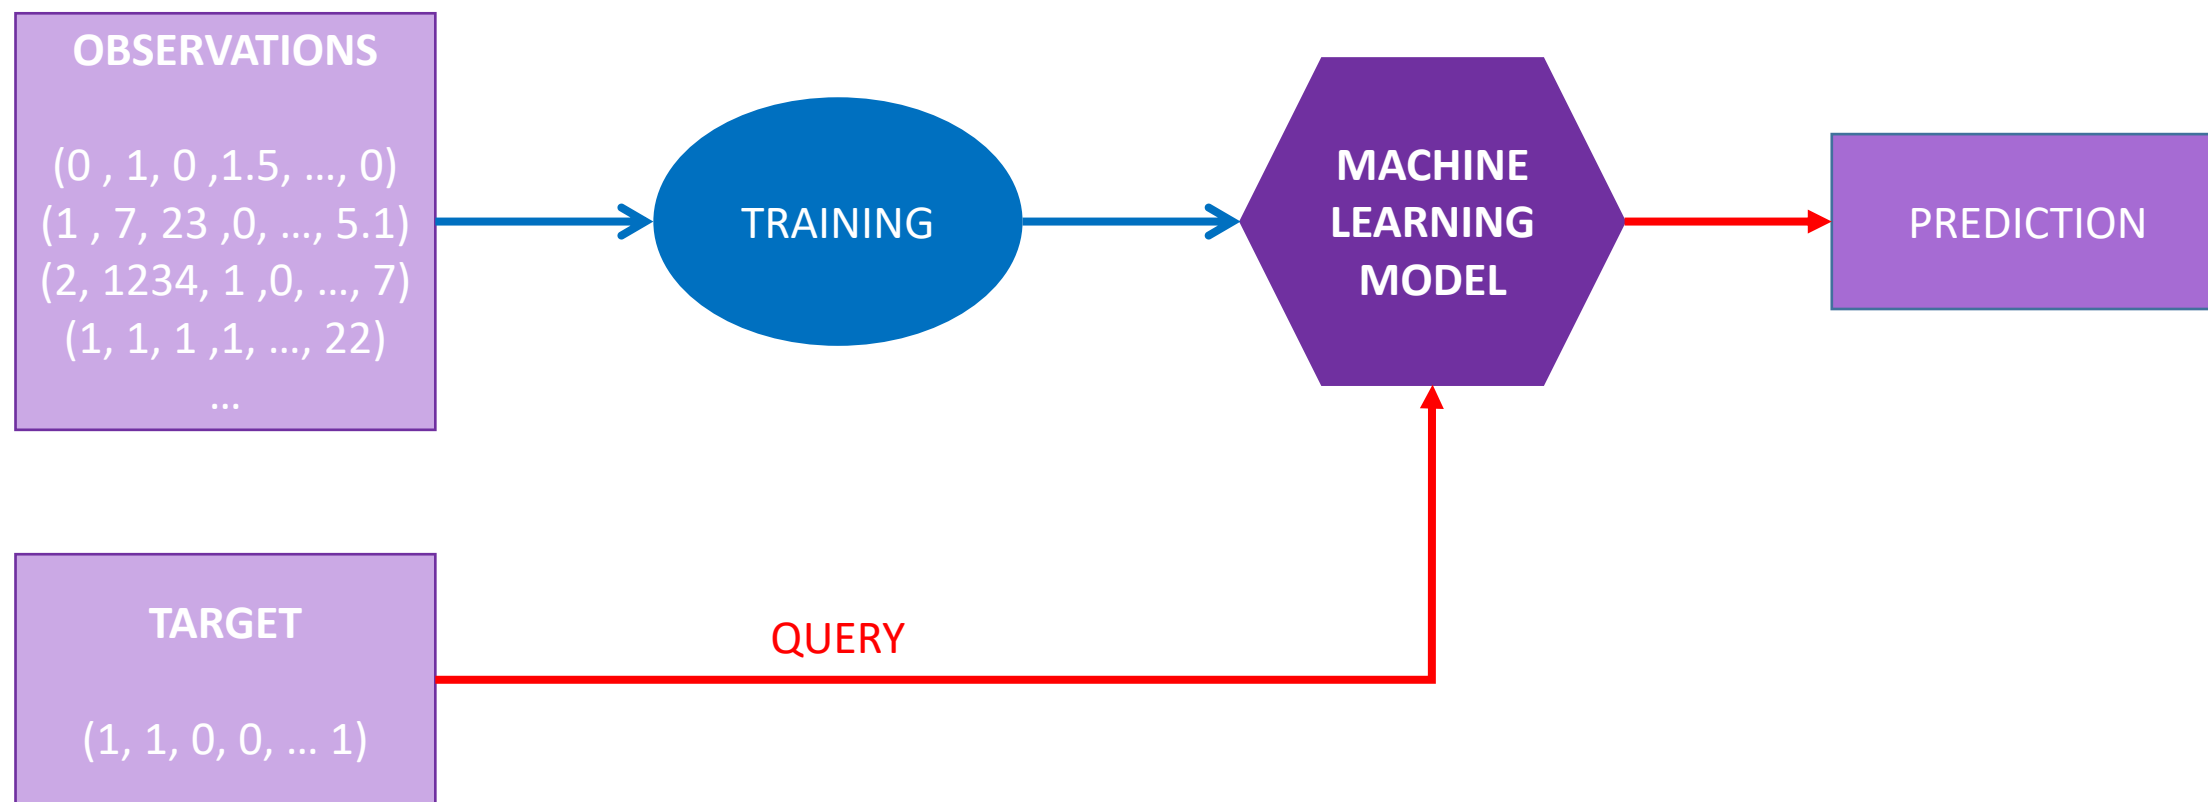 OBSERVATIONS
(0 , 1, 0 ,1.5, ..., 0)
(1 , 7, 23 ,0, ..., 5.1)
(2, 1234, 1 ,0, ..., 7)
(1, 1, 1 ,1, ..., 22)
...
TRAINING
MACHINE
LEARNING
MODEL
PREDICTION
TARGET
(1, 1, 0, 0, ... 1)
QUERY